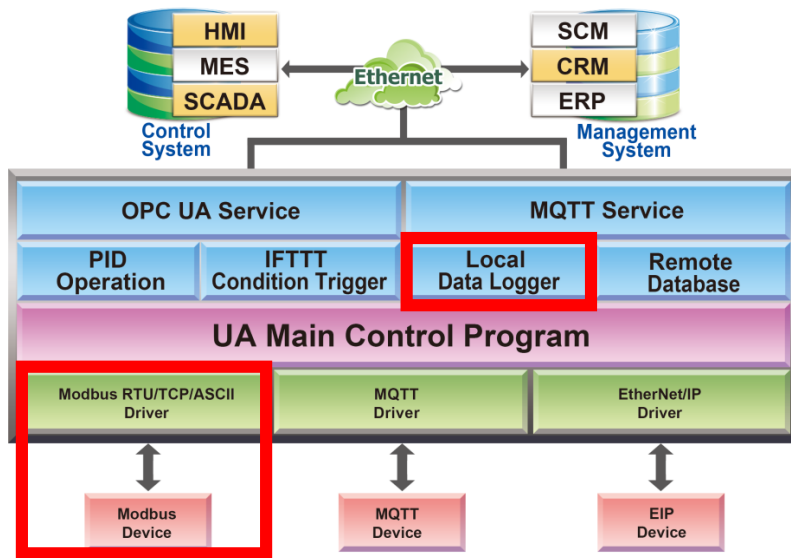 HMI
MES
SCADA
Control
System
Ethernet
SCM
CRM
ERP
Management
System
OPC UA Service
MQTT Service
PID
Operation
IFTTT
Condition Trigger
Local
Data Logger
Remote
Database
UA Main Control Program
Modbus RTU/TCP/ASCII
Driver
MQTT
Driver
EtherNet/IP
Driver
Modbus
Device
MQTT
Device
EIP
Device